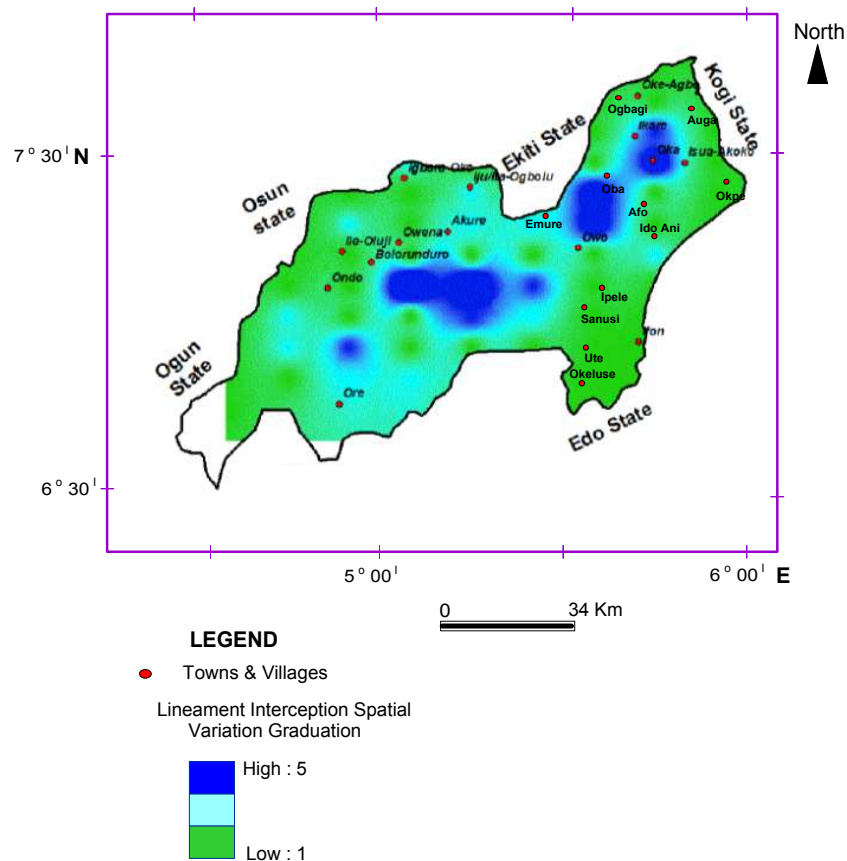 North
Oke-Agbe
Ogbagi
Auga
Kogi State
Ikare
Ekiti State
7° 30' N
Oka
Isua-Akoko
Igbara-Oke
Iju/Ita-Ogbolu
Oba
Okpe
Osun
state
Afo
Emure
Akure
Ido Ani
Owena
Ilo-Oluji
Owo
Bolorunduro
Ondo
Ipele
Sanusi
Ogun
State
Ute
Okeluse
Ore
Edo State
6° 30'
5° 00'
6° 00' E
0 34 Km
LEGEND
Towns & Villages
Lineament Interception Spatial
Variation Graduation
High : 5
Low : 1